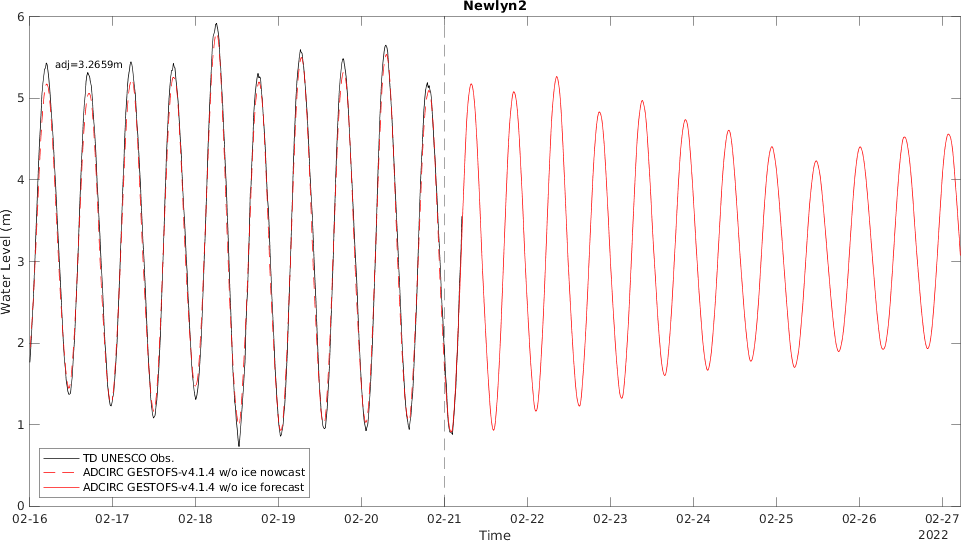 Newlyn2
adj=3.2659m
Water Level (m)
6
5
4
3
2
1
0
TD UNESCO Obs.
ADCIRC GESTOFS-v4.1.4 w/o ice nowcast
ADCIRC GESTOFS-v4.1.4 w/o ice forecast
02-16 02-17 02-18 02-19 02-20 02-21 02-22 02-23 02-24 02-25 02-26 02-27
Time
2022